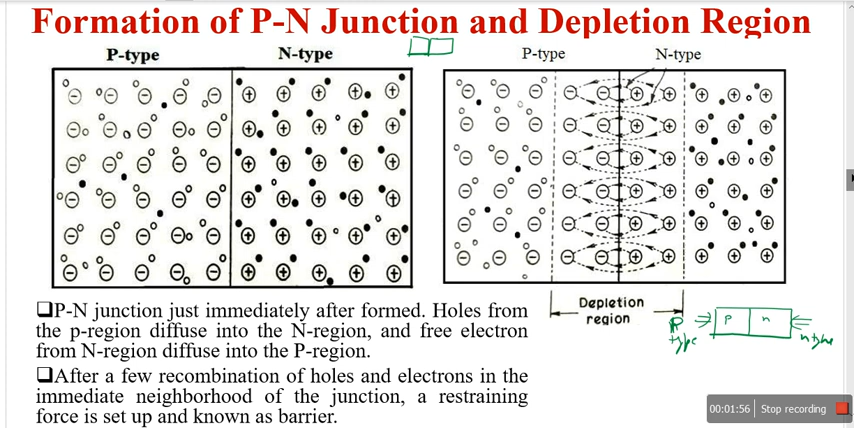 Formation of P-N Junction and Depletion Region
P-type
N-type
P-type
N-type
❑P-N junction just immediately after formed. Holes from
the p-region diffuse into the N-region, and free electron
from N-region diffuse into the P-region.
❑After a few recombination of holes and electrons in the
immediate neighborhood of the junction, a restraining
force is set up and known as barrier.
Depletion
region
P
type
p
n
n type
00:01:56
Stop recording